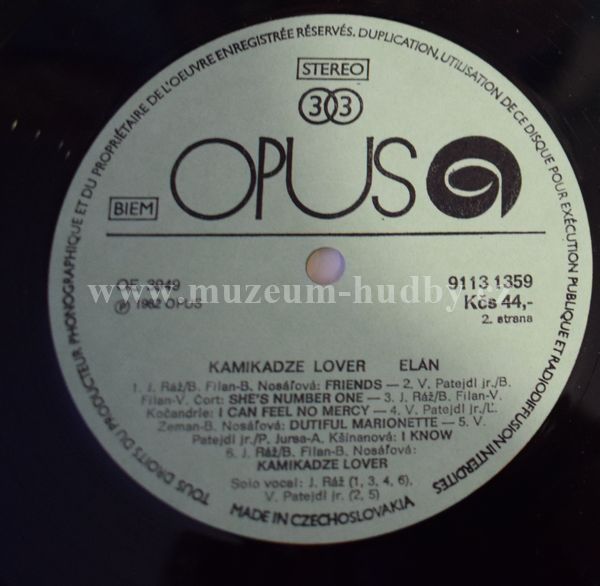 TOUS DROITS DU PRODUCTEUR PHONOGRAPHIQUE ET DU PROPRIÉTAIRE DE L'OEUVRE ENREGISTRÉE RÉSERVÉS. DUPLICATION, UTILISATION DE CE DISQUE POUR EXÉCUTION PUBLIQUE ET RADIODIFFUSION INTERDITES
STEREO
33
OPUS
BIEM
OE 3949 9113 1359
Ⓟ 1982 OPUS Kčs 44,-
2. strana
www.muzeum-hudby.
KAMIKADZE LOVER ELÁN
1. J. Ráž/B. Filan-B. Nosáľová: FRIENDS — 2. V. Patejdl jr./B.
Filan-V. Čort: SHE'S NUMBER ONE — 3. J. Ráž/B. Filan-V.
Kočandrle: I CAN FEEL NO MERCY — 4. V. Patejdl jr./Ľ.
Zeman-B. Nosáľová: DUTIFUL MARIONETTE — 5. V.
Patejdl jr./P. Jursa-A. Kšinanová: I KNOW
6. J. Ráž/B. Filan-B. Nosáľová:
KAMIKADZE LOVER
Solo vocal: J. Ráž (1, 3, 4, 6),
V. Patejdl jr. (2, 5)
MADE IN CZECHOSLOVAKIA